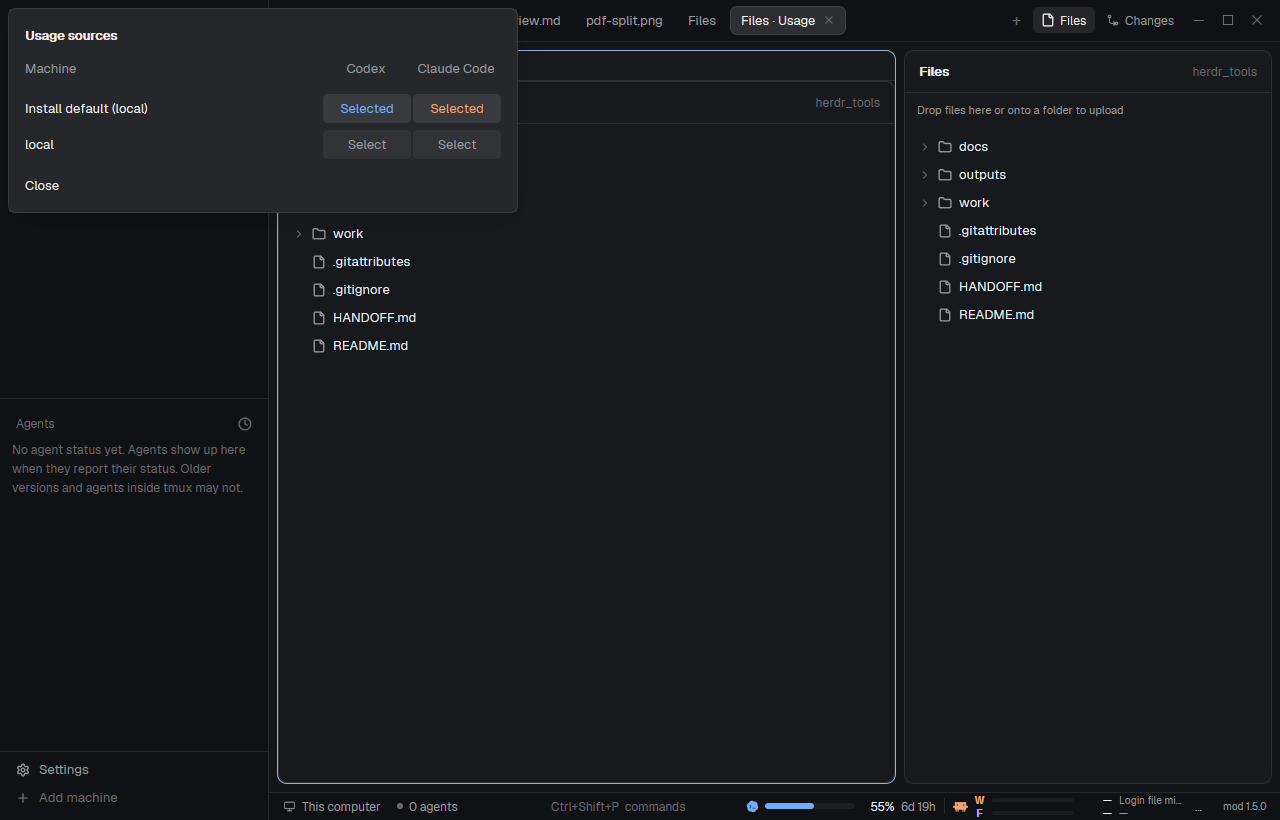 Usage sources
Machine Codex Claude Code
Install default (local) Selected Selected
local Select Select
Close
iew.md pdf-split.png Files Files · Usage
+ Files Changes
herdr_tools
work
.gitattributes
.gitignore
HANDOFF.md
README.md
Files herdr_tools
Drop files here or onto a folder to upload
docs
outputs
work
.gitattributes
.gitignore
HANDOFF.md
README.md
Agents
No agent status yet. Agents show up here
when they report their status. Older
versions and agents inside tmux may not.
Settings
+ Add machine
This computer 0 agents Ctrl+Shift+P commands 55% 6d 19h
W — Login file mi...
F — — ...
mod 1.5.0